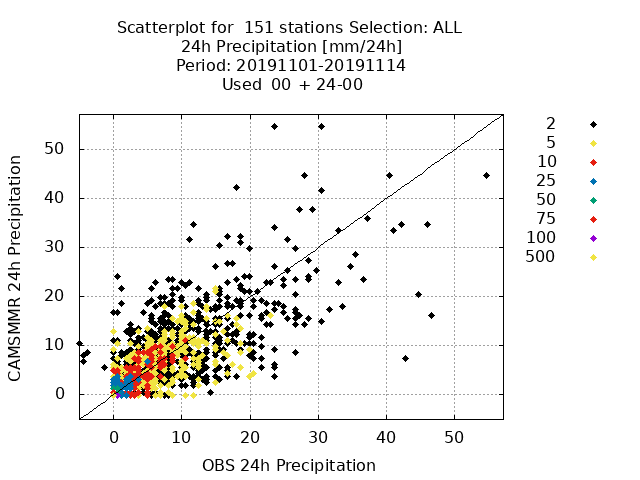 Scatterplot for 151 stations Selection: ALL
24h Precipitation [mm/24h]
Period: 20191101-20191114
Used 00 + 24-00
CAMSMMR 24h Precipitation
50
40
30
20
10
0
0 10 20 30 40 50
OBS 24h Precipitation
2
5
10
25
50
75
100
500